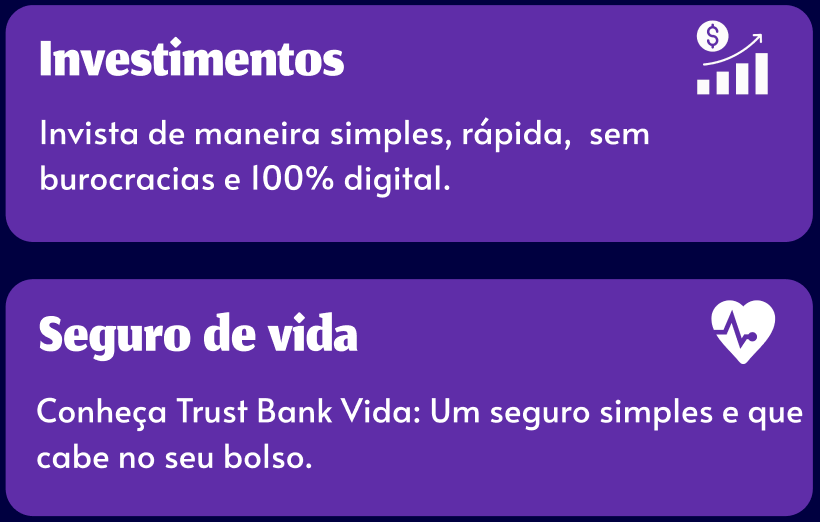 Investimentos
Invista de maneira simples, rápida,  sem
burocracias e 100% digital.
Seguro de vida
Conheça Trust Bank Vida: Um seguro simples e que
cabe no seu bolso.